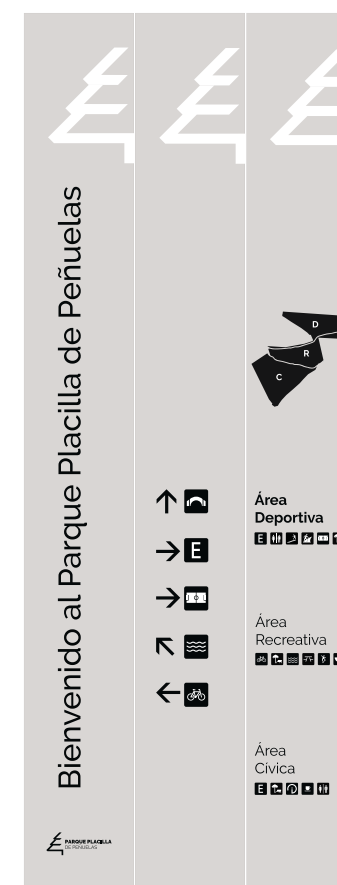 Bienvenido al Parque Placilla de Peñuelas
PARQUE PLACILLA
DE PEÑUELAS
E
D
R
C
Área
Deportiva
E
Área
Recreativa
Área
Cívica
E